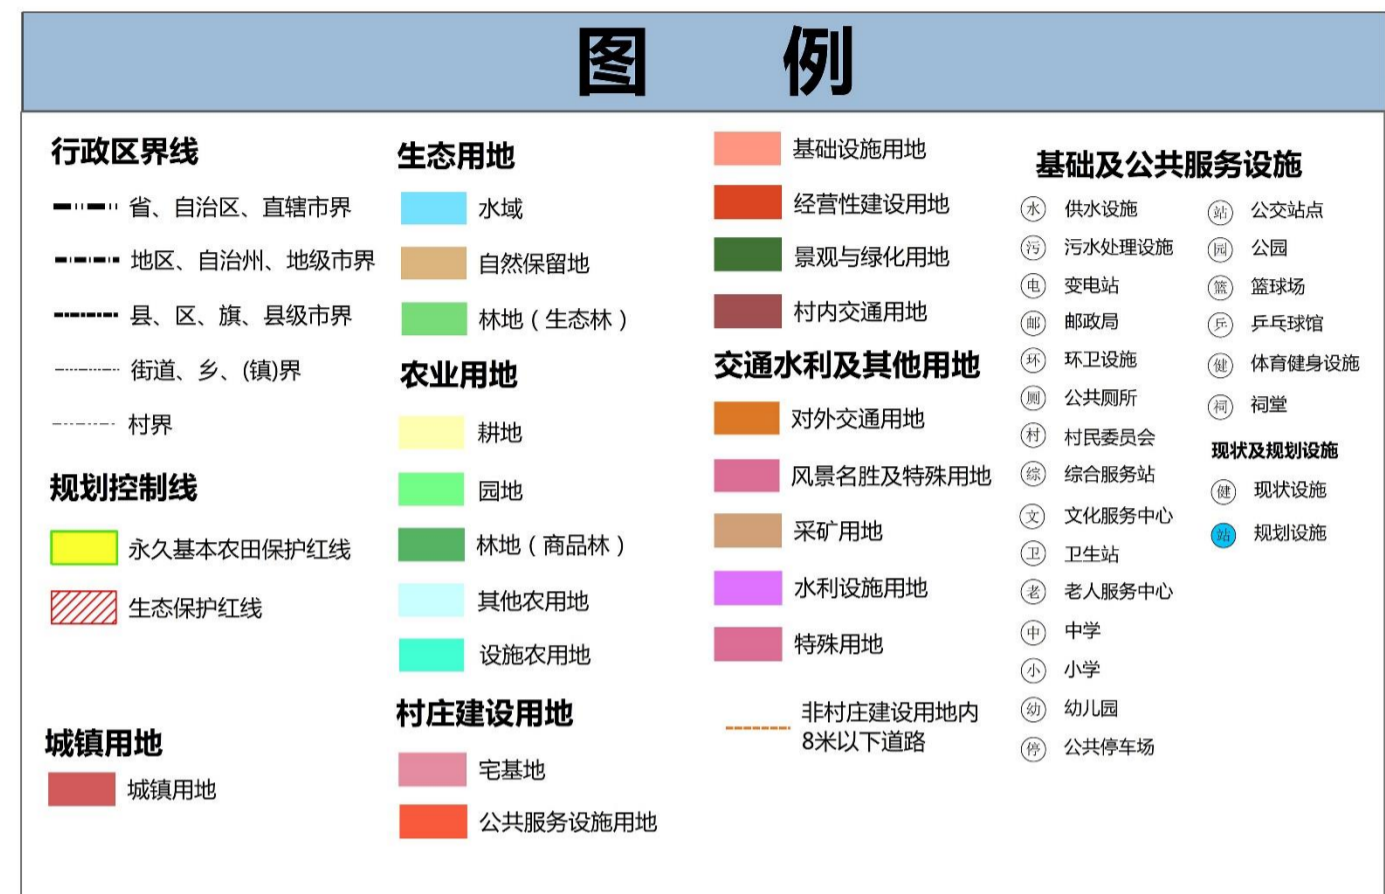 图 例
行政区界线
省、自治区、直辖市界
地区、自治州、地级市界
县、区、旗、县级市界
街道、乡、(镇)界
村界
规划控制线
永久基本农田保护红线
生态保护红线
城镇用地
城镇用地
生态用地
水域
自然保留地
林地（生态林）
农业用地
耕地
园地
林地（商品林）
其他农用地
设施农用地
村庄建设用地
宅基地
公共服务设施用地
基础设施用地
经营性建设用地
景观与绿化用地
村内交通用地
交通水利及其他用地
对外交通用地
风景名胜及特殊用地
采矿用地
水利设施用地
特殊用地
非村庄建设用地内
8米以下道路
基础及公共服务设施
水 供水设施
污 污水处理设施
电 变电站
邮 邮政局
环 环卫设施
厕 公共厕所
村 村民委员会
综 综合服务站
文 文化服务中心
卫 卫生站
老 老人服务中心
中 中学
小 小学
幼 幼儿园
停 公共停车场
站 公交站点
园 公园
篮 篮球场
乒 乒乓球馆
健 体育健身设施
祠 祠堂
现状及规划设施
健 现状设施
站 规划设施